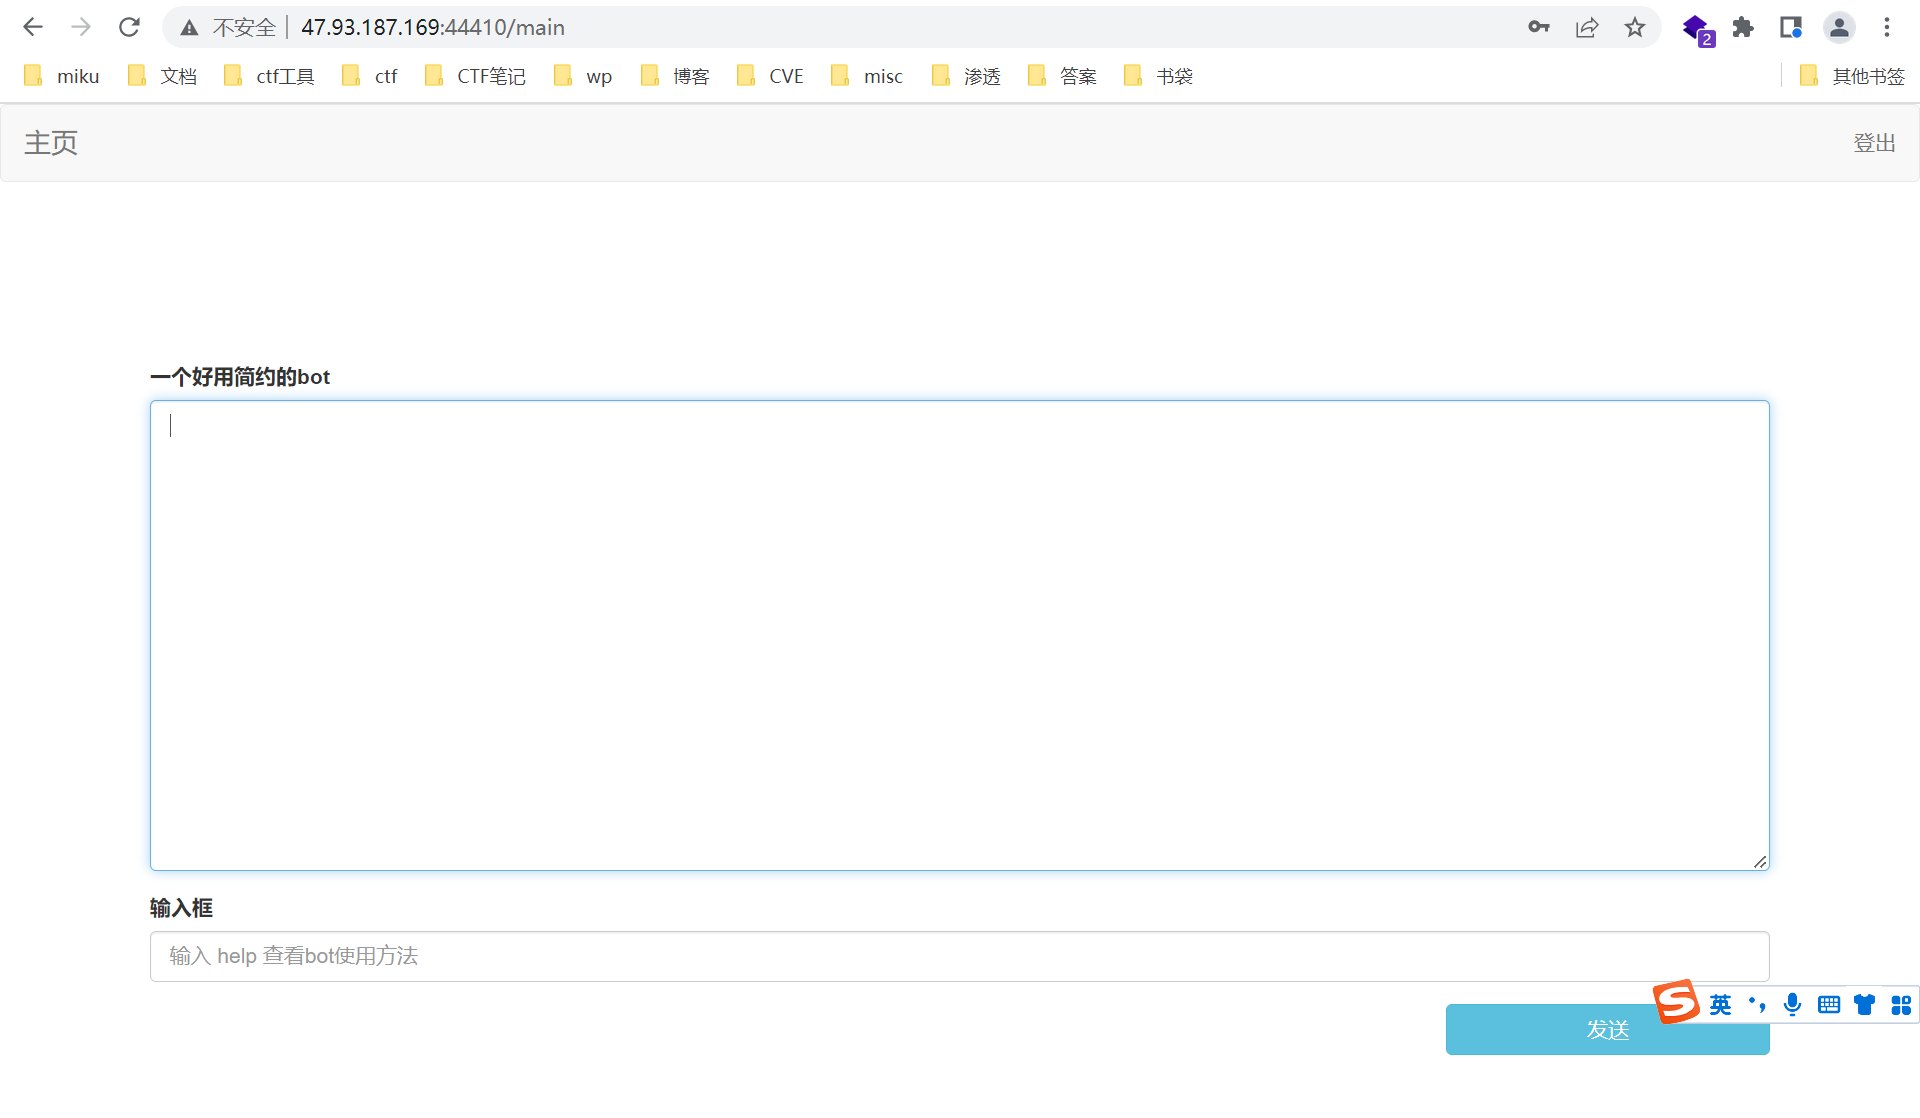 不安全 47.93.187.169:44410/main 2
miku 文档 ctf工具 ctf CTF笔记 wp 博客 CVE misc 渗透 答案 书袋 其他书签
主页 登出
一个好用简约的bot
输入框
输入 help 查看bot使用方法
英
发送